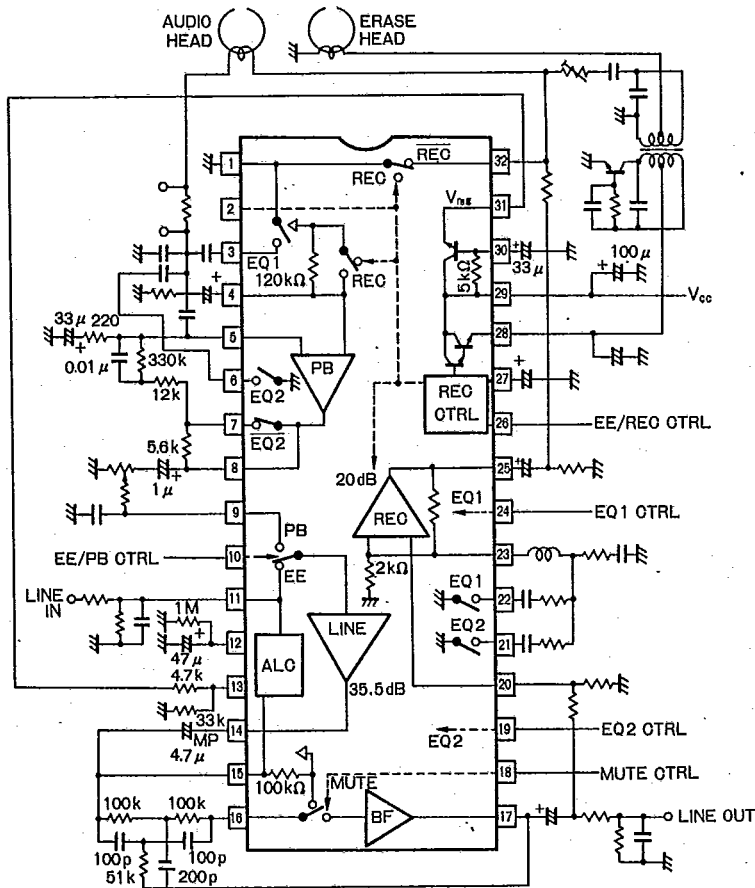 AUDIO HEAD
ERASE HEAD
1
2
3
4
5
6
7
8
9
10
11
12
13
14
15
16
32
31
30
29
28
27
26
25
24
23
22
21
20
19
18
17
REC
REC
Vreg
EQ1
120kΩ
REC
5kΩ
33μ
100μ
Vcc
33μ
220
0.01μ
330k
12k
5.6k
1μ
EQ2
EQ2
PB
REC CTRL
EE/REC CTRL
20dB
REC
EQ1
EQ1 CTRL
PB
EE
EE/PB CTRL
LINE IN
2kΩ
EQ1
EQ2
1M
47μ
4.7k
33k
MP
4.7μ
ALC
LINE
35.5dB
EQ2
EQ2 CTRL
MUTE
MUTE CTRL
100kΩ
BF
100k
100k
100p
100p
51k
200p
LINE OUT